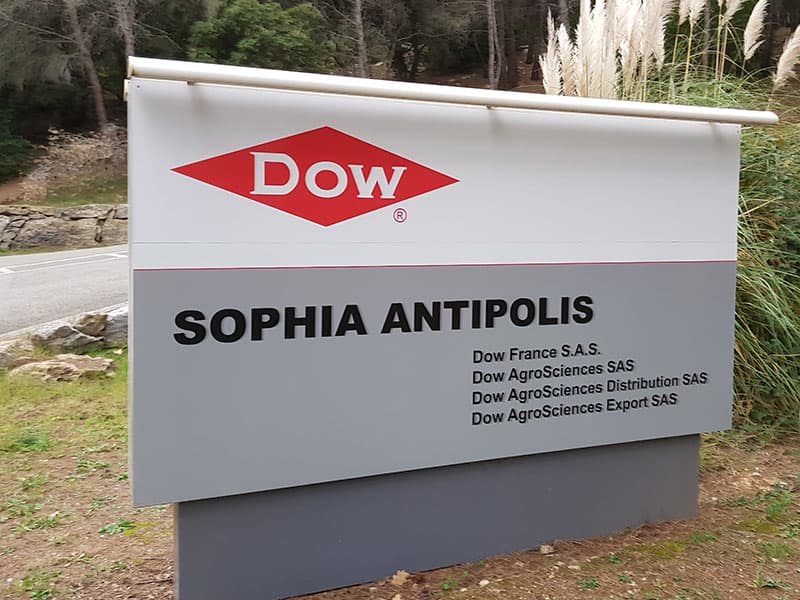 Dow
®
SOPHIA ANTIPOLIS
Dow France S.A.S.
Dow AgroSciences SAS
Dow AgroSciences Distribution SAS
Dow AgroSciences Export SAS